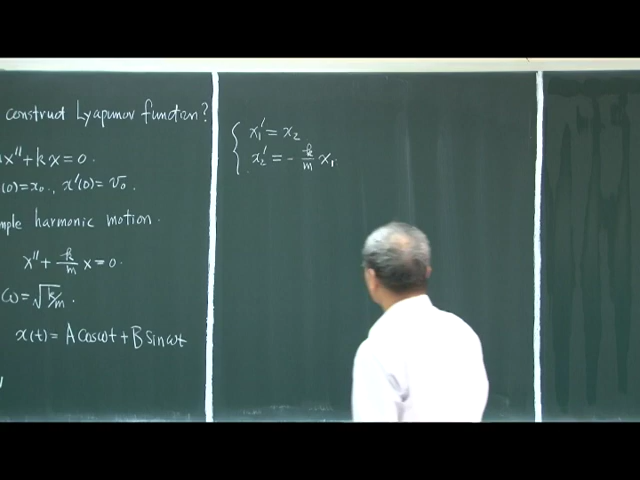 construct Lyapunov function?
x″ + k x = 0.
(0) = x₀, x′(0) = v₀.
mple harmonic motion.
x″ + k/m x = 0.
ω = √k/m.
x(t) = A cos ωt + B sin ωt
{ x₁′ = x₂
x₂′ = - k/m x₁.